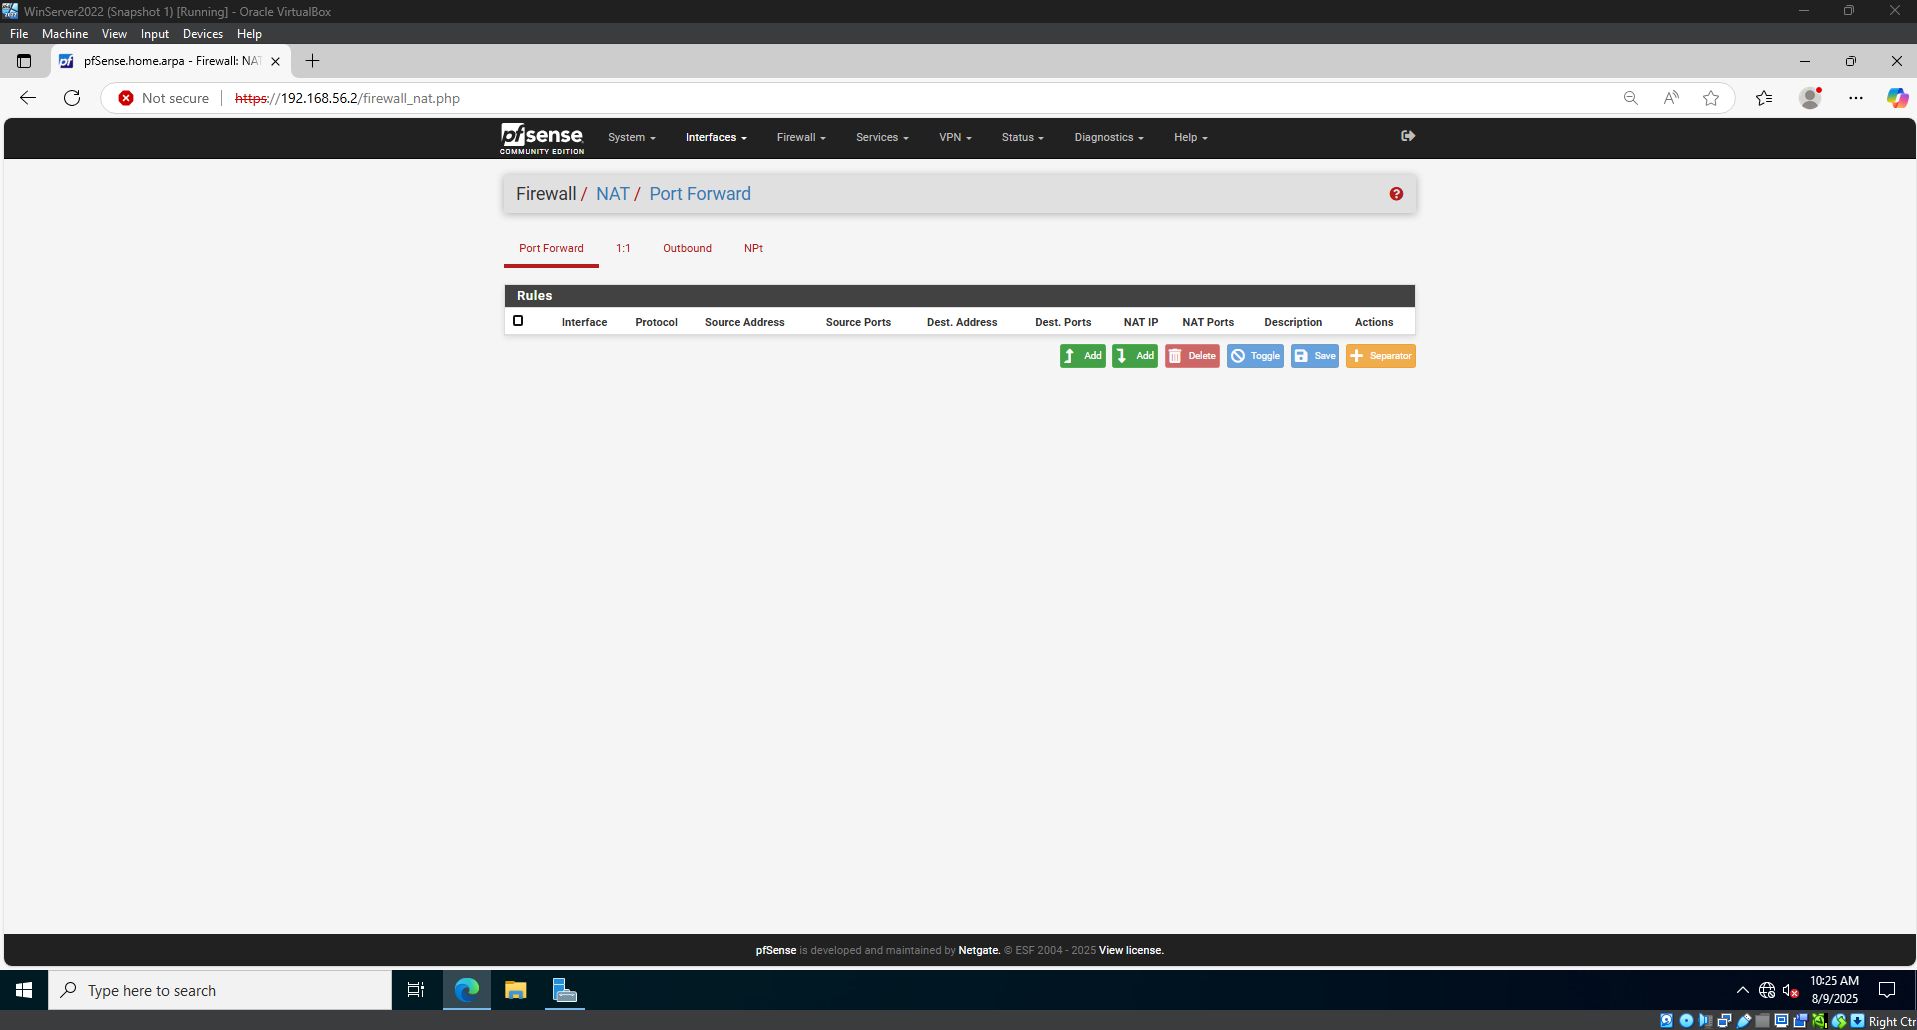 WinServer2022 (Snapshot 1) [Running] - Oracle VirtualBox
File Machine View Input Devices Help
pfSense.home.arpa - Firewall: NAT
Not secure https://192.168.56.2/firewall_nat.php
pfsense System Interfaces Firewall Services VPN Status Diagnostics Help
COMMUNITY EDITION
Firewall / NAT / Port Forward
Port Forward 1:1 Outbound NPt
Rules
Interface Protocol Source Address Source Ports Dest. Address Dest. Ports NAT IP NAT Ports Description Actions
Add Add Delete Toggle Save Separator
pfSense is developed and maintained by Netgate. © ESF 2004 - 2025 View license.
Type here to search
10:25 AM
8/9/2025
Right Ctr